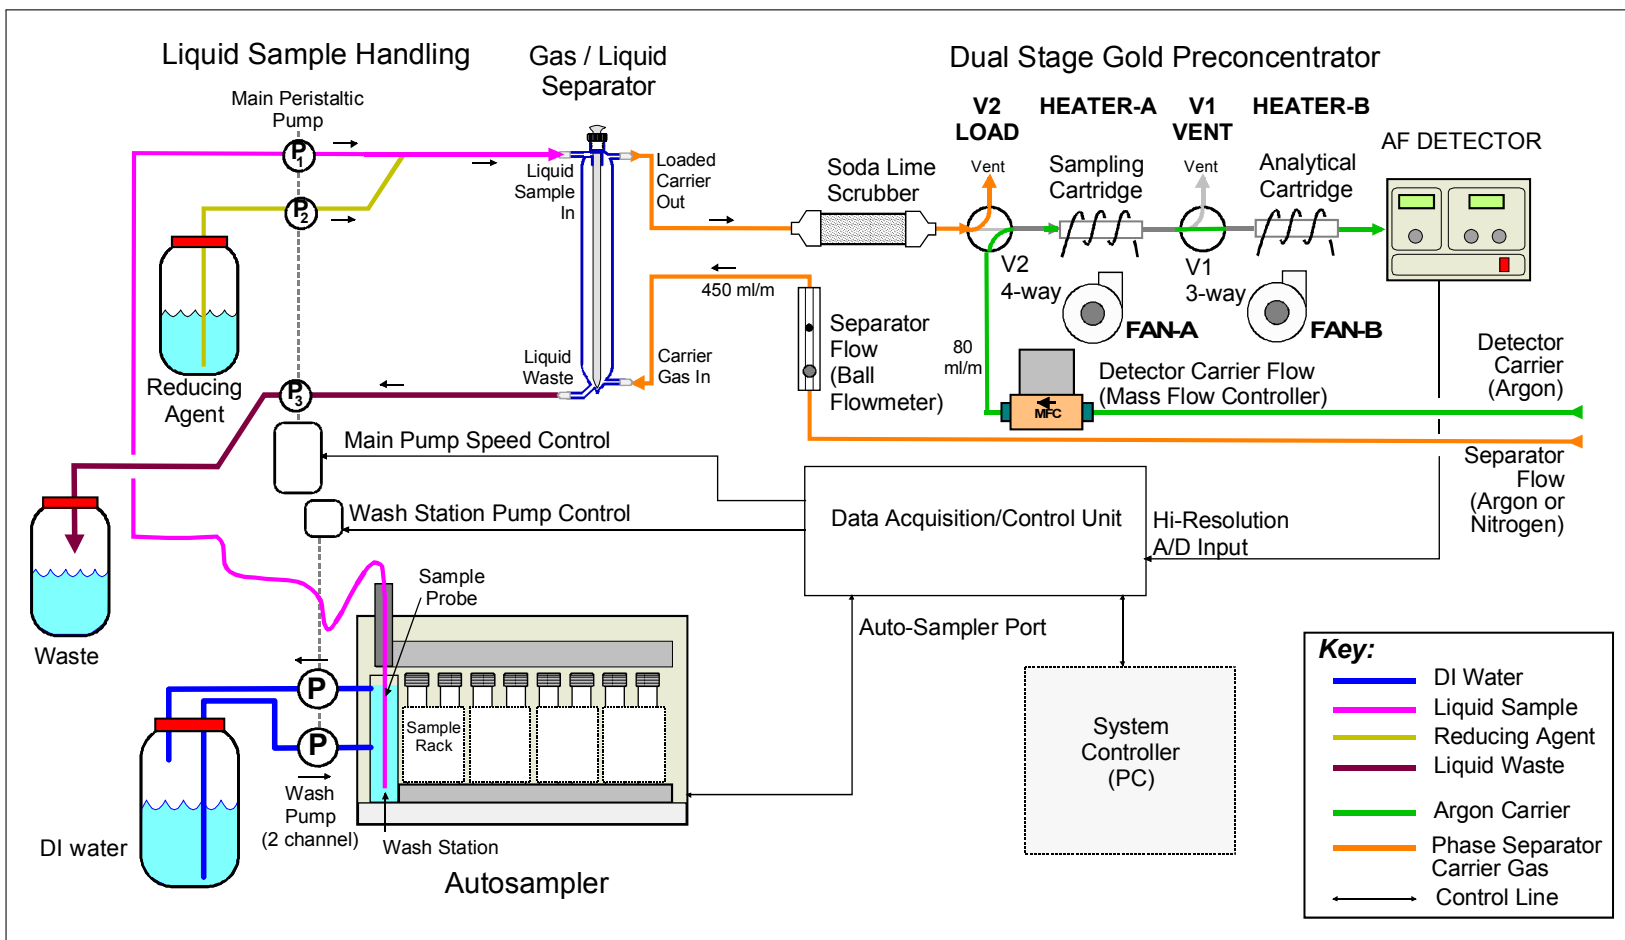 Liquid Sample Handling
Gas / Liquid
Separator
Dual Stage Gold Preconcentrator
Main Peristaltic
Pump
V2
LOAD
HEATER-A
V1
VENT
HEATER-B
AF DETECTOR
P1
P2
P3
Liquid
Sample
In
Loaded
Carrier
Out
Soda Lime
Scrubber
Vent
Sampling
Cartridge
Vent
Analytical
Cartridge
V2
4-way
V1
3-way
FAN-A
FAN-B
450 ml/m
Separator
Flow
(Ball
Flowmeter)
80
ml/m
Detector Carrier Flow
(Mass Flow Controller)
MFC
Detector
Carrier
(Argon)
Reducing
Agent
Liquid
Waste
Carrier
Gas In
Main Pump Speed Control
Separator
Flow
(Argon or
Nitrogen)
Wash Station Pump Control
Data Acquisition/Control Unit
Hi-Resolution
A/D Input
Waste
Sample
Probe
Auto-Sampler Port
P
P
Sample
Rack
System
Controller
(PC)
Wash
Pump
(2 channel)
DI water
Wash Station
Autosampler
Key:
DI Water
Liquid Sample
Reducing Agent
Liquid Waste
Argon Carrier
Phase Separator
Carrier Gas
Control Line